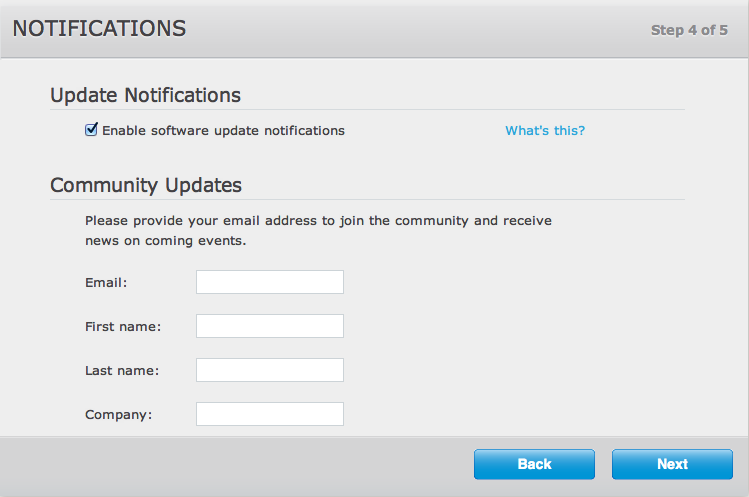 NOTIFICATIONS
Step 4 of 5
Update Notifications
Enable software update notifications
What's this?
Community Updates
Please provide your email address to join the community and receive
news on coming events.
Email:
First name:
Last name:
Company:
Back
Next